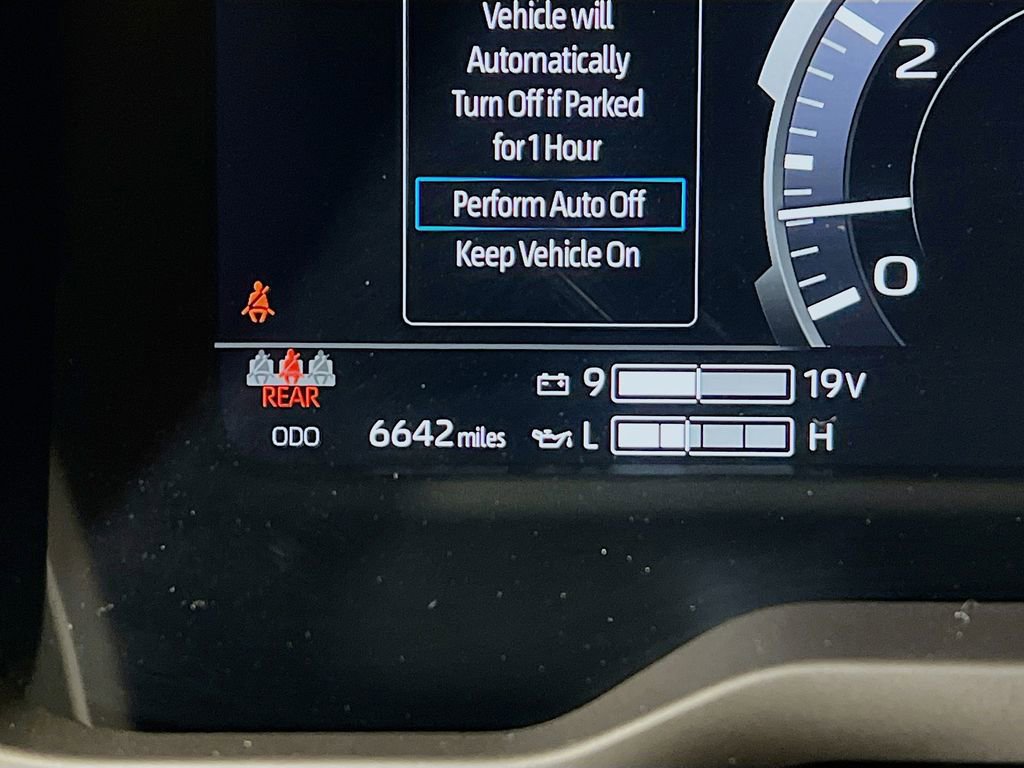 Vehicle will
Automatically
Turn Off if Parked
for 1 Hour
Perform Auto Off
Keep Vehicle On
2
0
REAR
9 19V
ODO 6642 miles L H